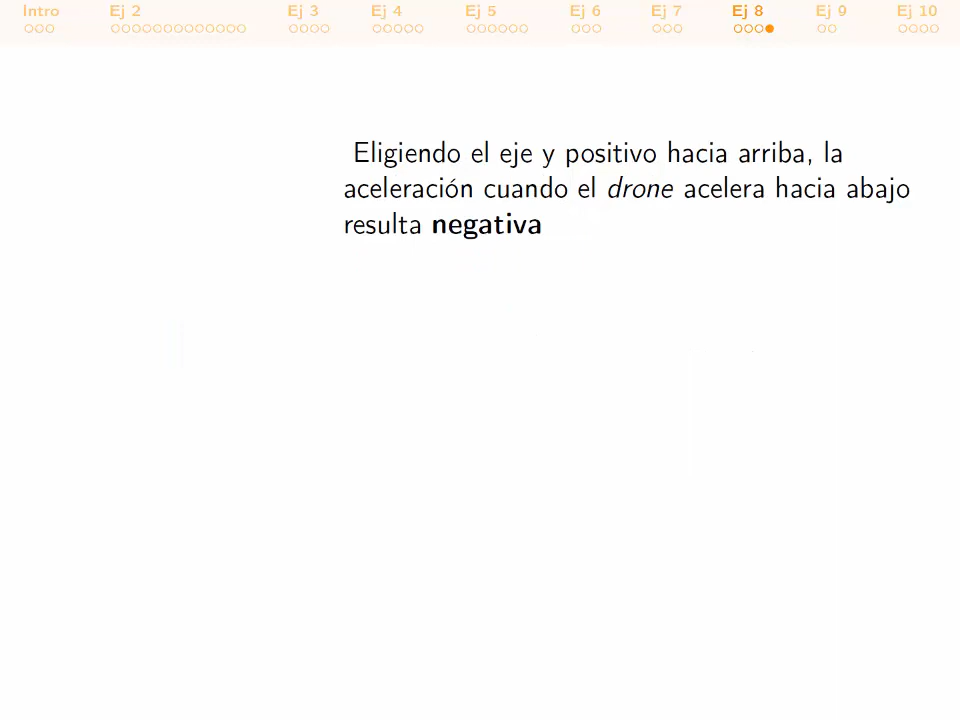 Intro Ej 2 Ej 3 Ej 4 Ej 5 Ej 6 Ej 7 Ej 8 Ej 9 Ej 10
Eligiendo el eje y positivo hacia arriba, la
aceleración cuando el drone acelera hacia abajo
resulta negativa